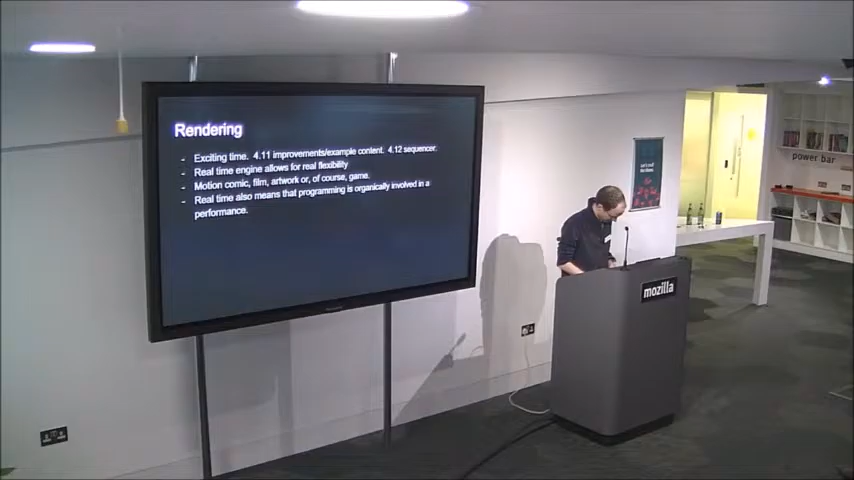 Rendering
- Exciting time. 4.11 improvements/example content. 4.12 sequencer.
- Real time engine allows for real flexibility
- Motion comic, film, artwork or, of course, game.
- Real time also means that programming is organically involved in a
performance.
mozilla
power bar